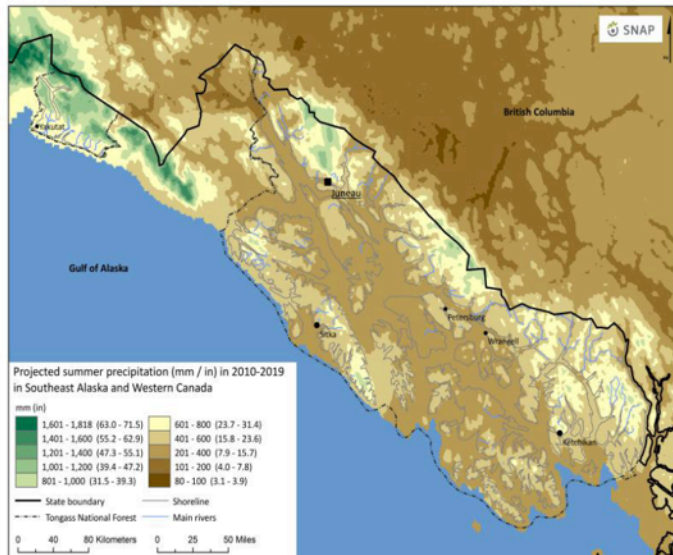 SNAP
British Columbia
Yakutat
Juneau
Gulf of Alaska
Petersburg
Sitka
Wrangell
Ketchikan
Projected summer precipitation (mm / in) in 2010-2019
in Southeast Alaska and Western Canada
mm (in)
1,601 - 1,818 (63.0 - 71.5)
1,401 - 1,600 (55.2 - 62.9)
1,201 - 1,400 (47.3 - 55.1)
1,001 - 1,200 (39.4 - 47.2)
801 - 1,000 (31.5 - 39.3)
601 - 800 (23.7 - 31.4)
401 - 600 (15.8 - 23.6)
201 - 400 (7.9 - 15.7)
101 - 200 (4.0 - 7.8)
80 - 100 (3.1 - 3.9)
State boundary
Shoreline
Tongass National Forest
Main rivers
0 20 40 80 Kilometers
0 25 50 Miles